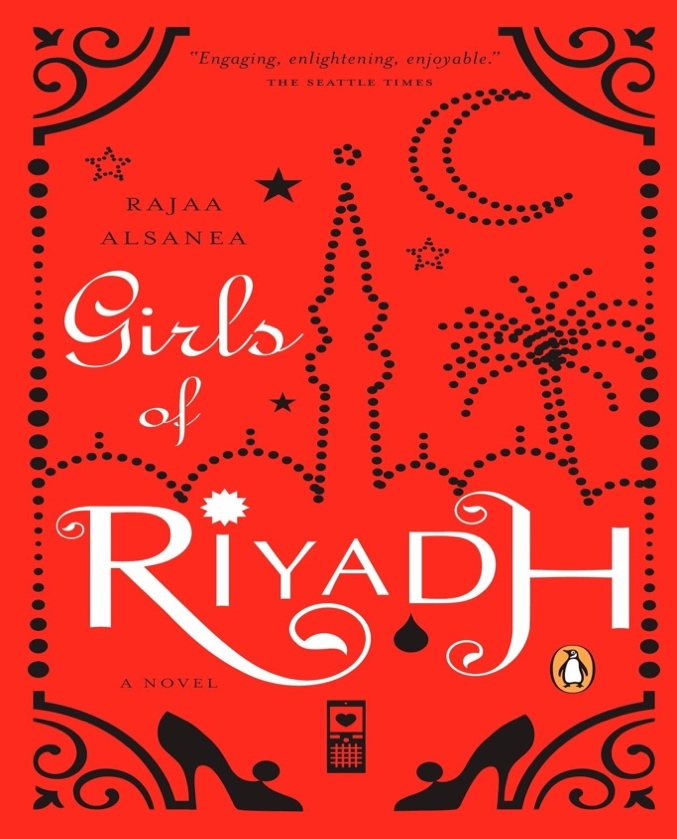 "Engaging, enlightening, enjoyable."
THE SEATTLE TIMES
RAJAA
ALSANEA
Girls
of
RiYADH
A NOVEL